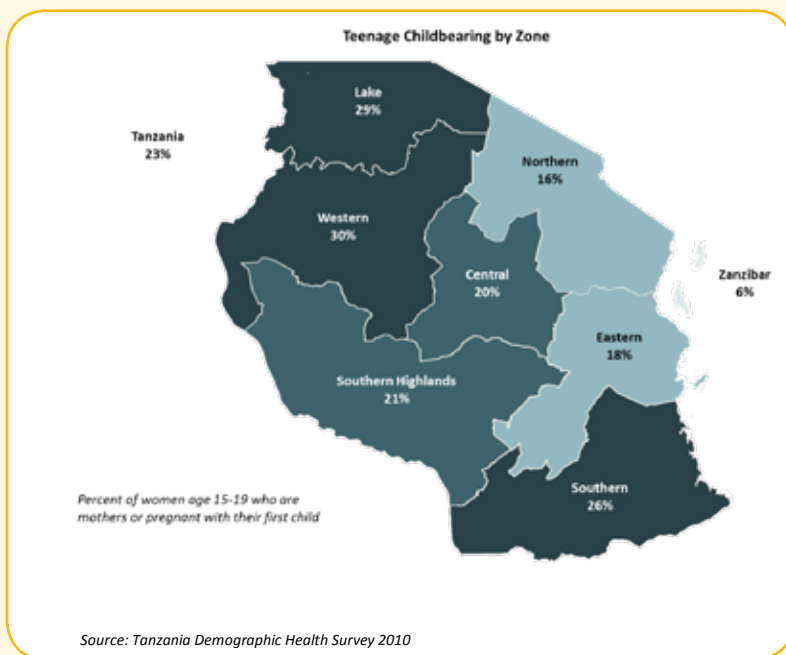 Teenage Childbearing by Zone
Lake
29%
Tanzania
23%
Northern
16%
Western
30%
Central
20%
Zanzibar
6%
Eastern
18%
Southern Highlands
21%
Southern
26%
Percent of women age 15-19 who are
mothers or pregnant with their first child
Source: Tanzania Demographic Health Survey 2010